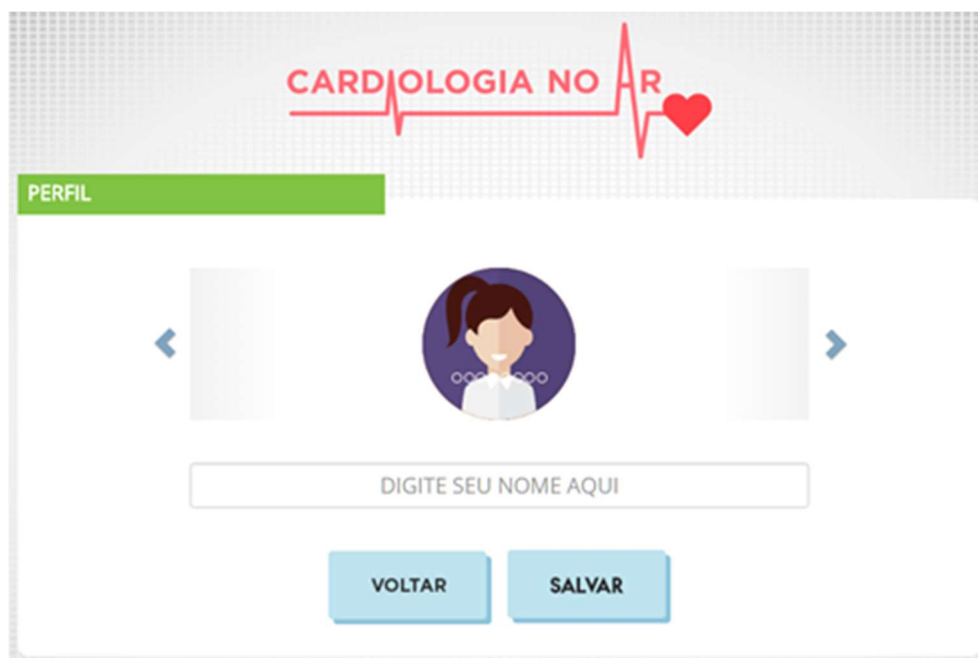 CARDIOLOGIA NO AR
PERFIL
DIGITE SEU NOME AQUI
VOLTAR
SALVAR